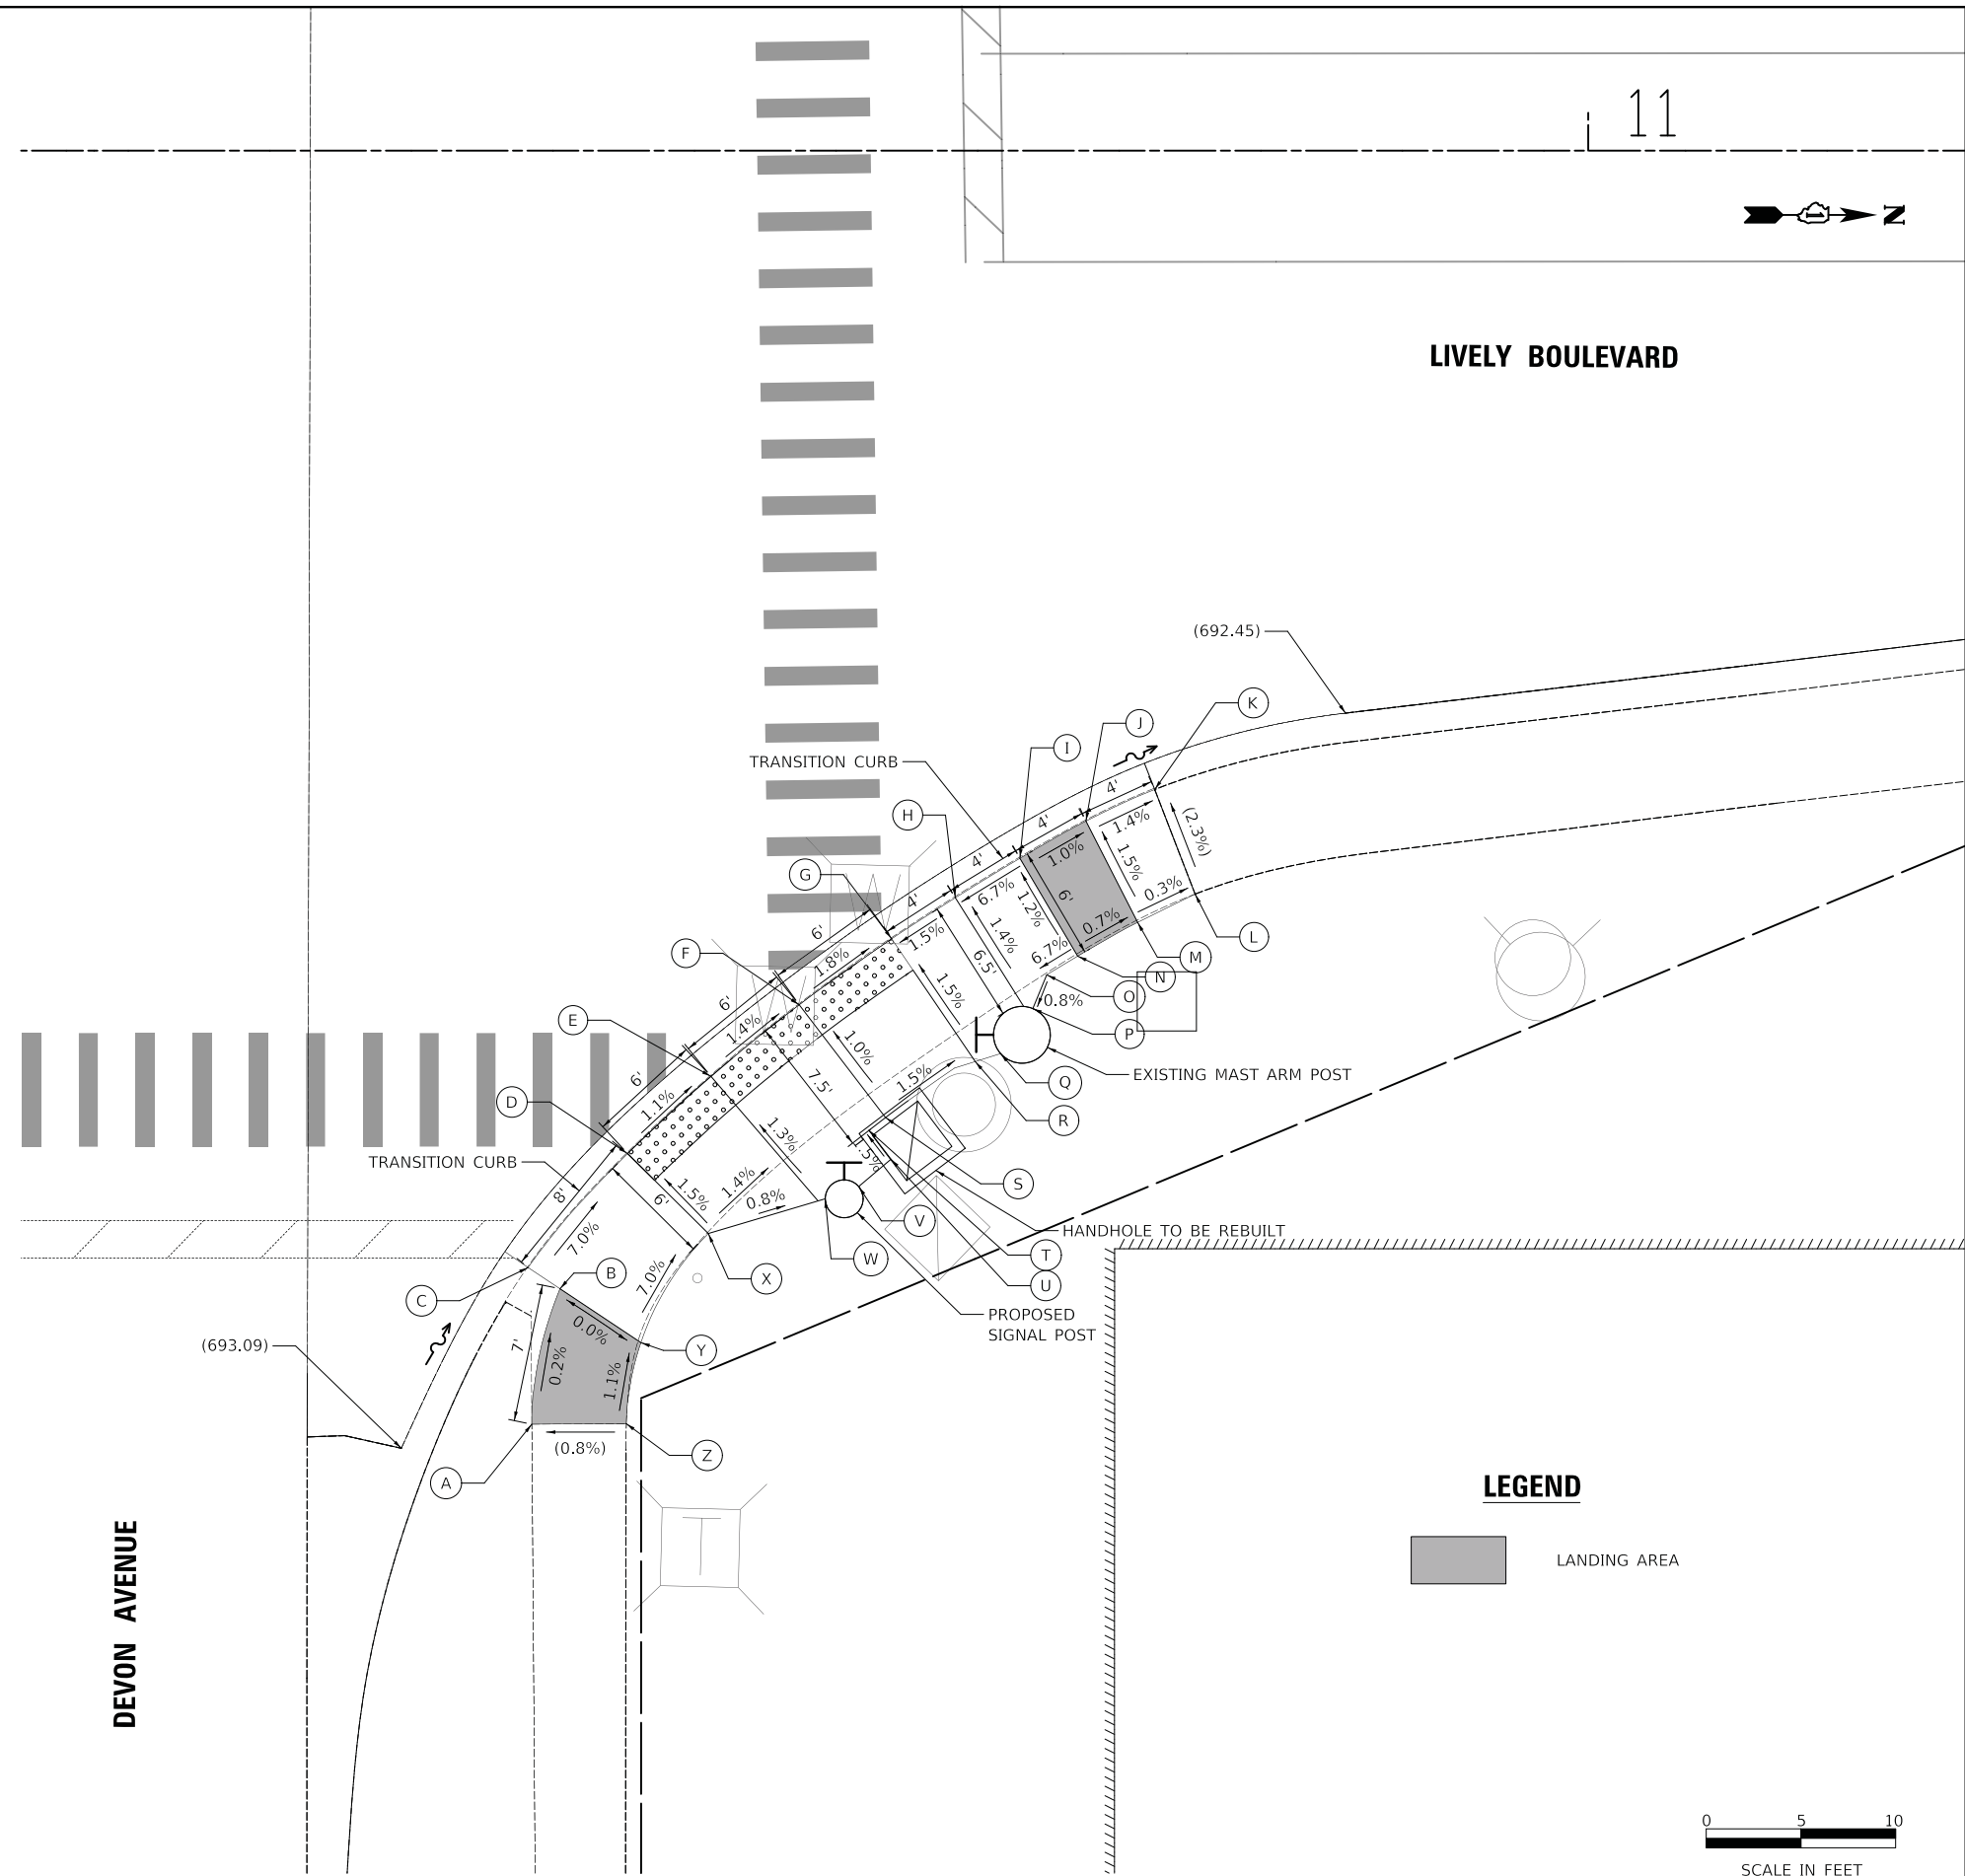 11
N
LIVELY BOULEVARD
(692.45)
K
J
I
TRANSITION CURB
4'
4'
(2.3%)
H
4'
1.4%
1.0%
1.5%
G
4'
6.7%
6'
0.3%
1.2%
0.7%
6'
1.5%
1.4%
L
F
1.8%
6.5'
6.7%
M
N
6'
1.5%
0.8%
O
E
1.4%
1.0%
P
6'
7.5'
1.5%
EXISTING MAST ARM POST
Q
D
1.1%
R
1.3%
TRANSITION CURB
1.5%
8'
6'
1.5%
1.4%
0.8%
S
V
HANDHOLE TO BE REBUILT
7.0%
W
T
X
U
7.0%
B
C
PROPOSED
SIGNAL POST
0.0%
(693.09)
7'
0.2%
1.1%
Y
(0.8%)
Z
A
DEVON AVENUE
T
LEGEND
LANDING AREA
0 5 10
SCALE IN FEET